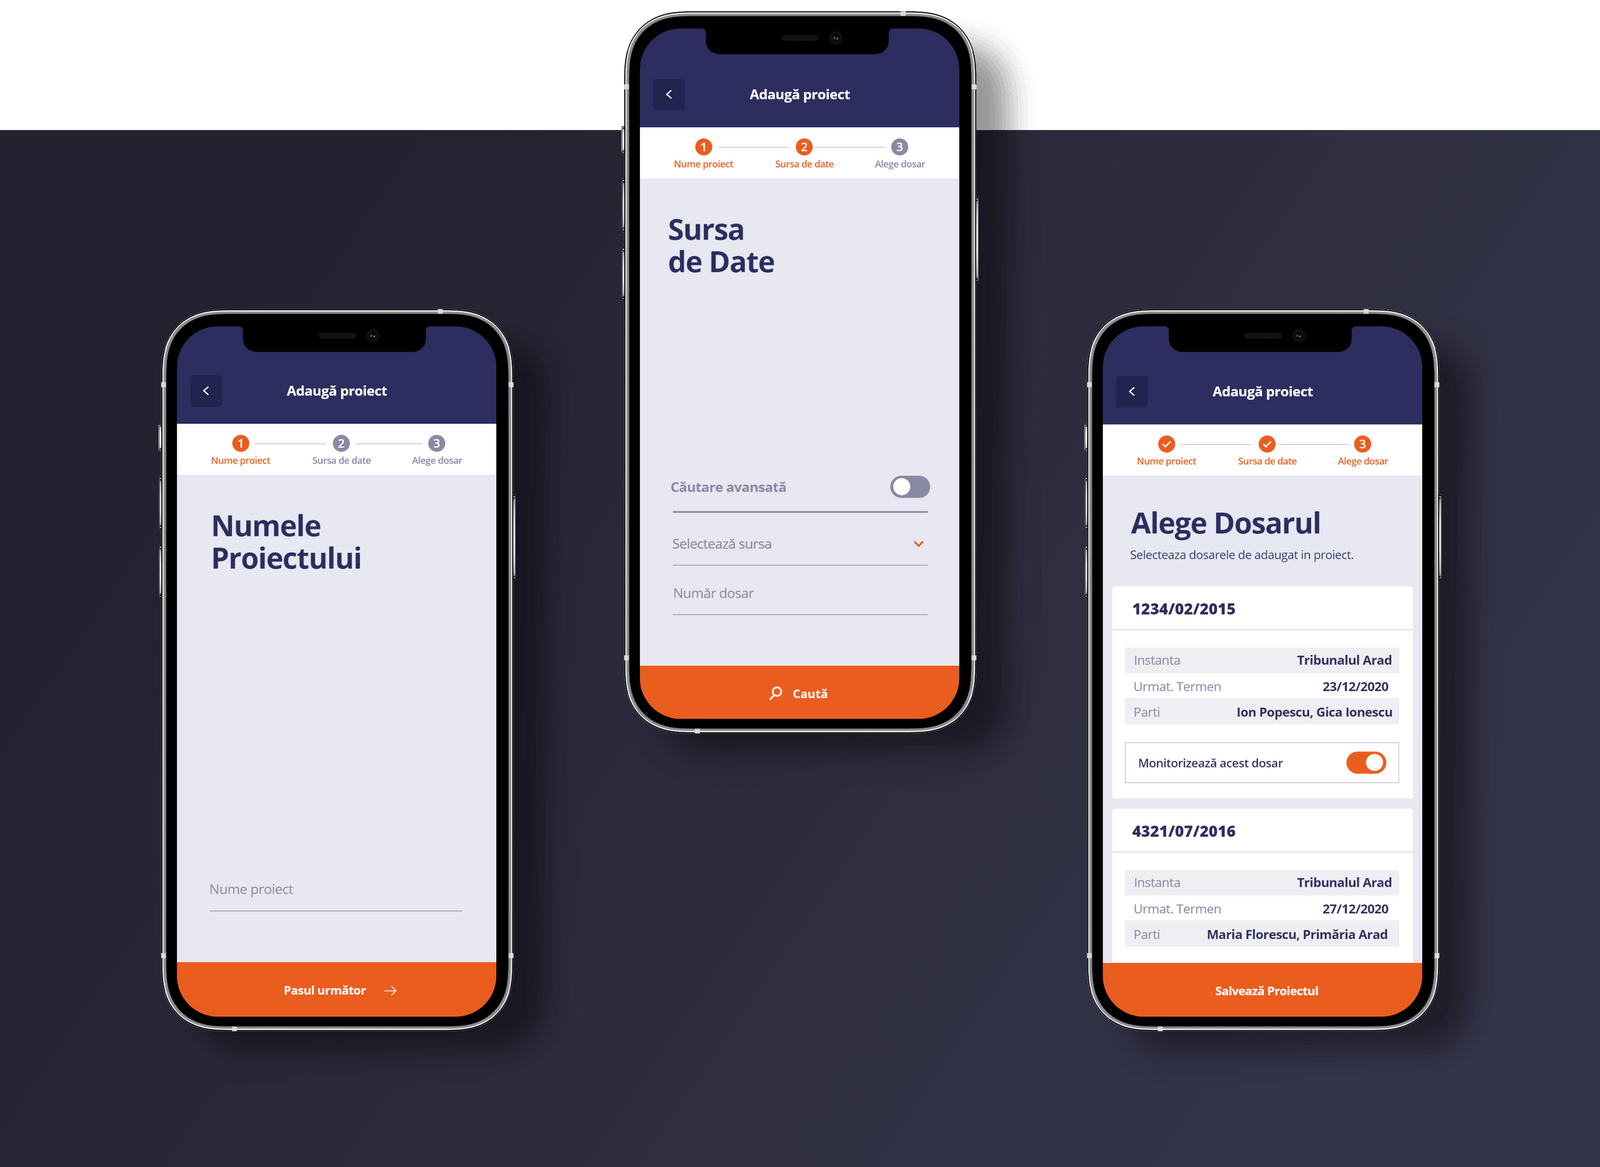 Adaugă proiect
1
2
3
Nume proiect
Sursa de date
Alege dosar
Numele
Proiectului
Nume proiect
Pasul următor
Adaugă proiect
1
2
3
Nume proiect
Sursa de date
Alege dosar
Sursa
de Date
Căutare avansată
Selectează sursa
Număr dosar
Caută
Adaugă proiect
3
Nume proiect
Sursa de date
Alege dosar
Alege Dosarul
Selecteaza dosarele de adaugat in proiect.
1234/02/2015
Instanta Tribunalul Arad
Urmat. Termen 23/12/2020
Parti Ion Popescu, Gica Ionescu
Monitorizează acest dosar
4321/07/2016
Instanta Tribunalul Arad
Urmat. Termen 27/12/2020
Parti Maria Florescu, Primăria Arad
Salvează Proiectul